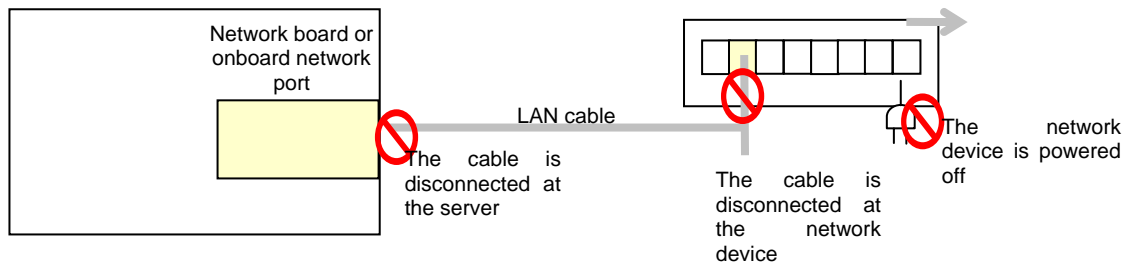 Network board or
onboard network
port
LAN cable
The cable is
disconnected at
the server
The cable is
disconnected at
the network
device
The network
device is powered
off